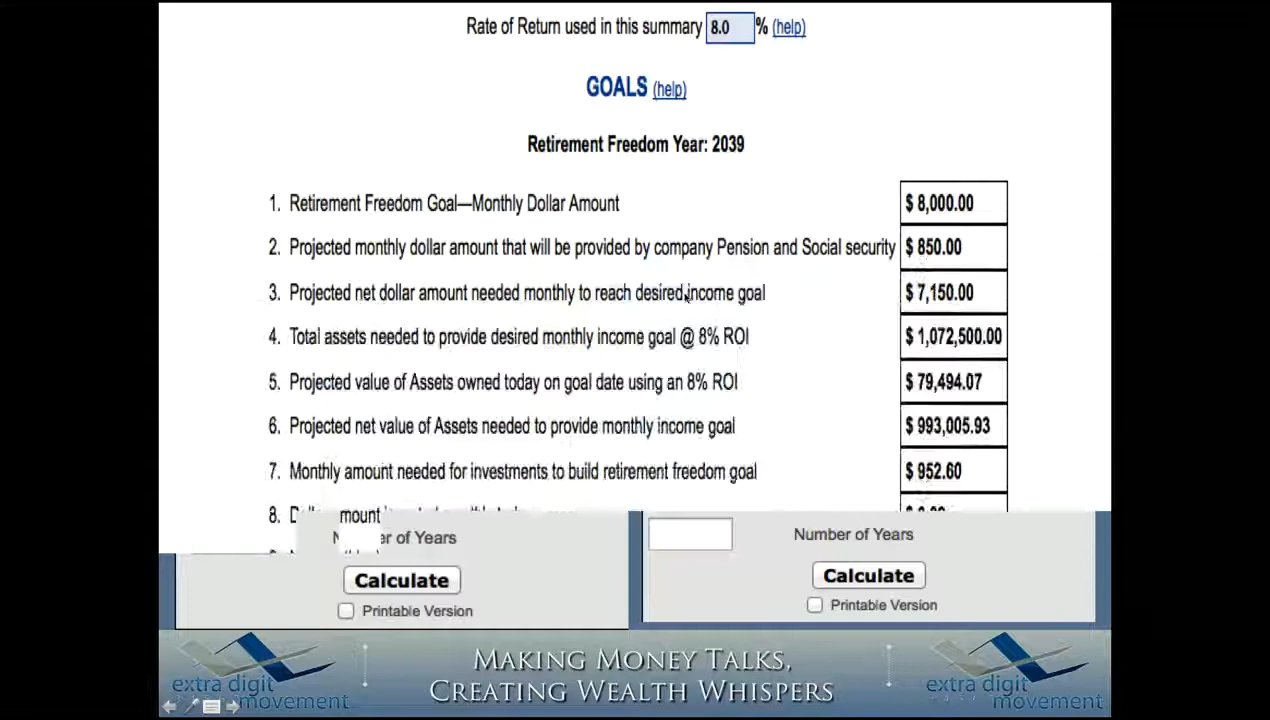 Rate of Return used in this summary 8.0 % (help)
GOALS (help)
Retirement Freedom Year: 2039
1. Retirement Freedom Goal—Monthly Dollar Amount $ 8,000.00
2. Projected monthly dollar amount that will be provided by company Pension and Social security $ 850.00
3. Projected net dollar amount needed monthly to reach desired income goal $ 7,150.00
4. Total assets needed to provide desired monthly income goal @ 8% ROI $ 1,072,500.00
5. Projected value of Assets owned today on goal date using an 8% ROI $ 79,494.07
6. Projected net value of Assets needed to provide monthly income goal $ 993,005.93
7. Monthly amount needed for investments to build retirement freedom goal $ 952.60
8. mount
of Years
Number of Years
Calculate
Calculate
Printable Version
Printable Version
extra digit
movement
Making Money Talks,
Creating Wealth Whispers
extra digit
movement